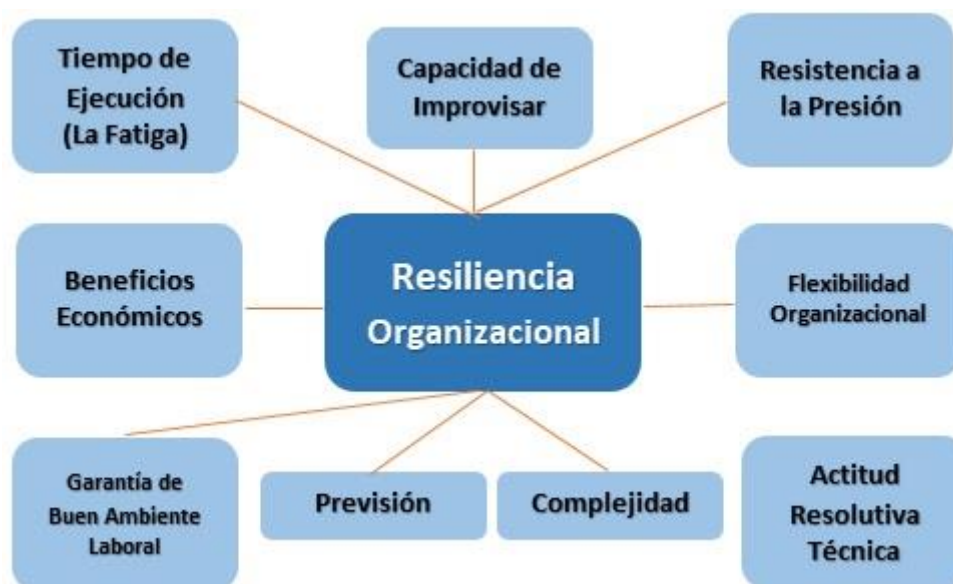 Tiempo de
Ejecución
(La Fatiga)
Capacidad de
Improvisar
Resistencia a
la Presión
Beneficios
Económicos
Resiliencia
Organizacional
Flexibilidad
Organizacional
Garantía de
Buen Ambiente
Laboral
Previsión
Complejidad
Actitud
Resolutiva
Técnica